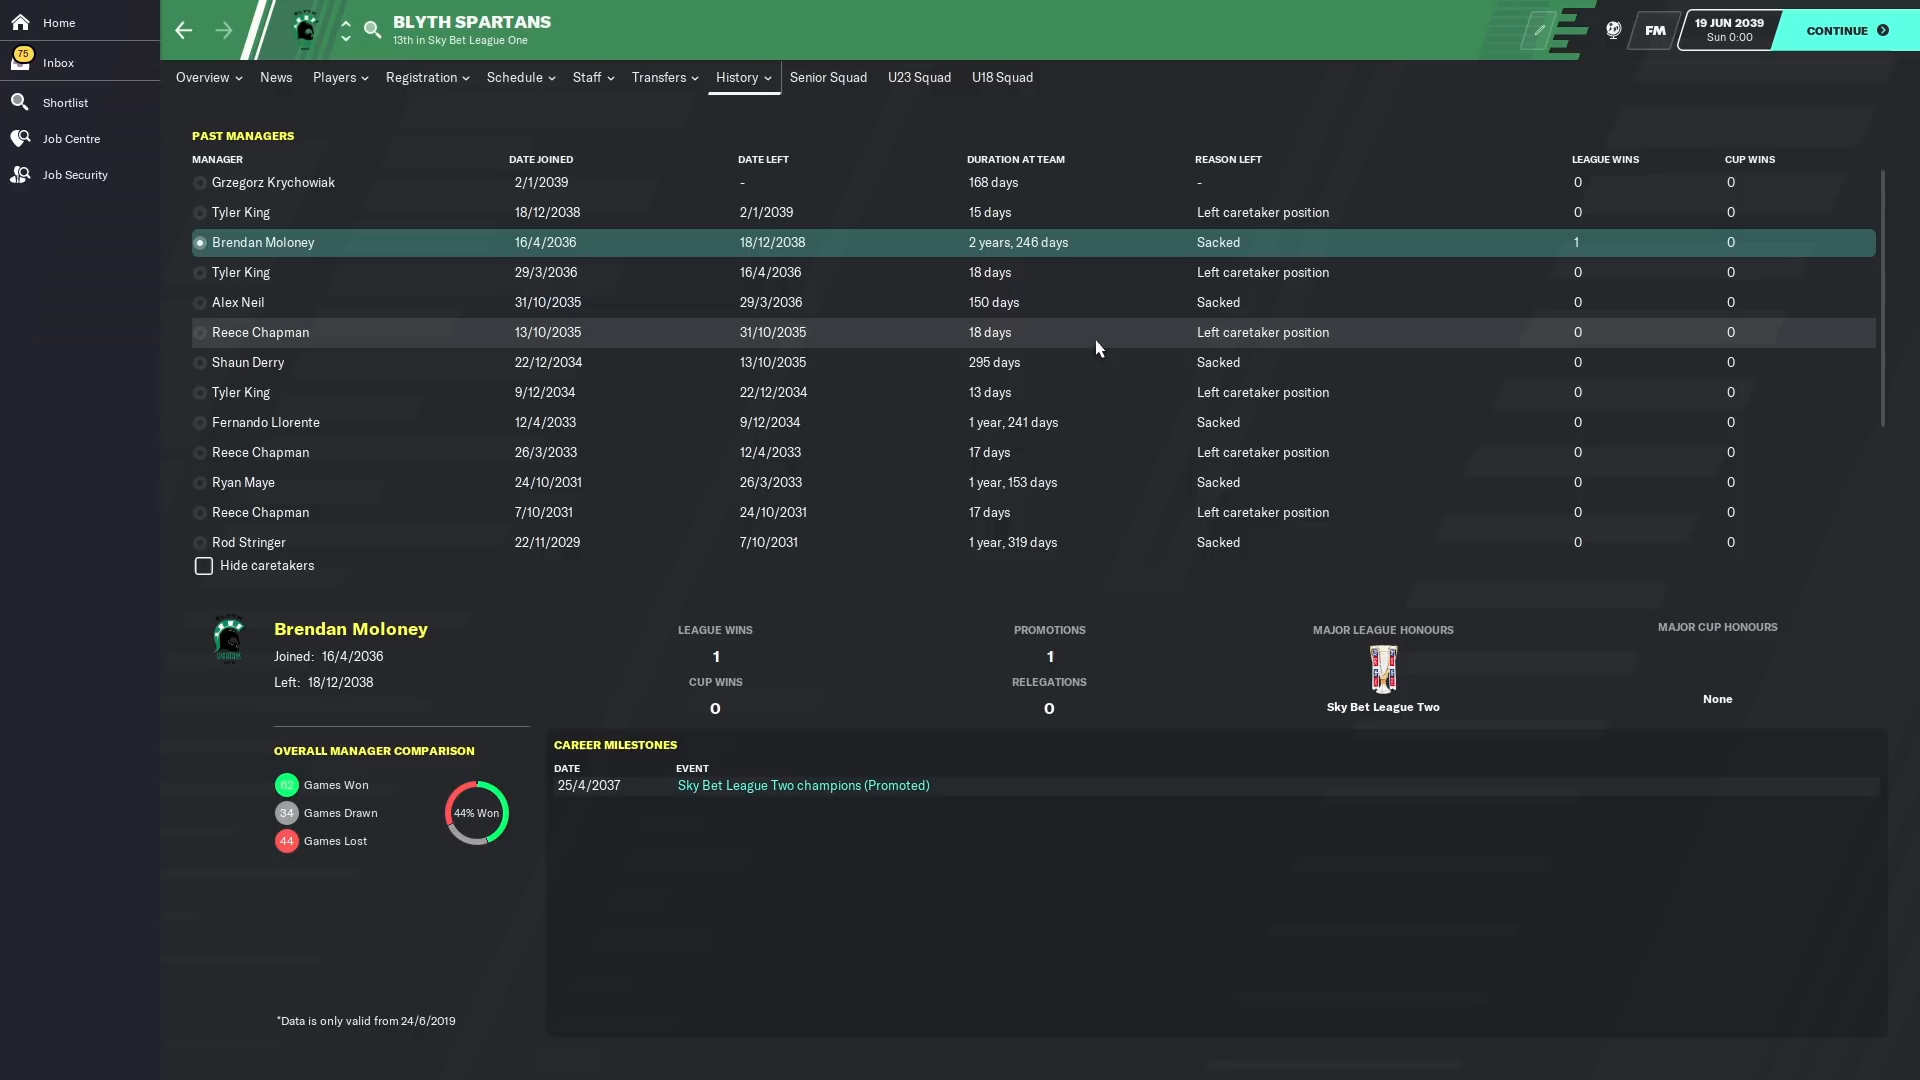 Home
75
Inbox
Shortlist
Job Centre
Job Security
BLYTH SPARTANS
13th in Sky Bet League One
FM
19 JUN 2039
Sun 0:00
CONTINUE
Overview News Players Registration Schedule Staff Transfers History Senior Squad U23 Squad U18 Squad
PAST MANAGERS
MANAGER DATE JOINED DATE LEFT DURATION AT TEAM REASON LEFT LEAGUE WINS CUP WINS
Grzegorz Krychowiak 2/1/2039 - 168 days - 0 0
Tyler King 18/12/2038 2/1/2039 15 days Left caretaker position 0 0
Brendan Moloney 16/4/2036 18/12/2038 2 years, 246 days Sacked 1 0
Tyler King 29/3/2036 16/4/2036 18 days Left caretaker position 0 0
Alex Neil 31/10/2035 29/3/2036 150 days Sacked 0 0
Reece Chapman 13/10/2035 31/10/2035 18 days Left caretaker position 0 0
Shaun Derry 22/12/2034 13/10/2035 295 days Sacked 0 0
Tyler King 9/12/2034 22/12/2034 13 days Left caretaker position 0 0
Fernando Llorente 12/4/2033 9/12/2034 1 year, 241 days Sacked 0 0
Reece Chapman 26/3/2033 12/4/2033 17 days Left caretaker position 0 0
Ryan Maye 24/10/2031 26/3/2033 1 year, 153 days Sacked 0 0
Reece Chapman 7/10/2031 24/10/2031 17 days Left caretaker position 0 0
Rod Stringer 22/11/2029 7/10/2031 1 year, 319 days Sacked 0 0
Hide caretakers
Brendan Moloney
Joined: 16/4/2036
Left: 18/12/2038
LEAGUE WINS
1
CUP WINS
0
PROMOTIONS
1
RELEGATIONS
0
MAJOR LEAGUE HONOURS
Sky Bet League Two
MAJOR CUP HONOURS
None
OVERALL MANAGER COMPARISON
62 Games Won
34 Games Drawn
44 Games Lost
44% Won
CAREER MILESTONES
DATE EVENT
25/4/2037 Sky Bet League Two champions (Promoted)
*Data is only valid from 24/6/2019